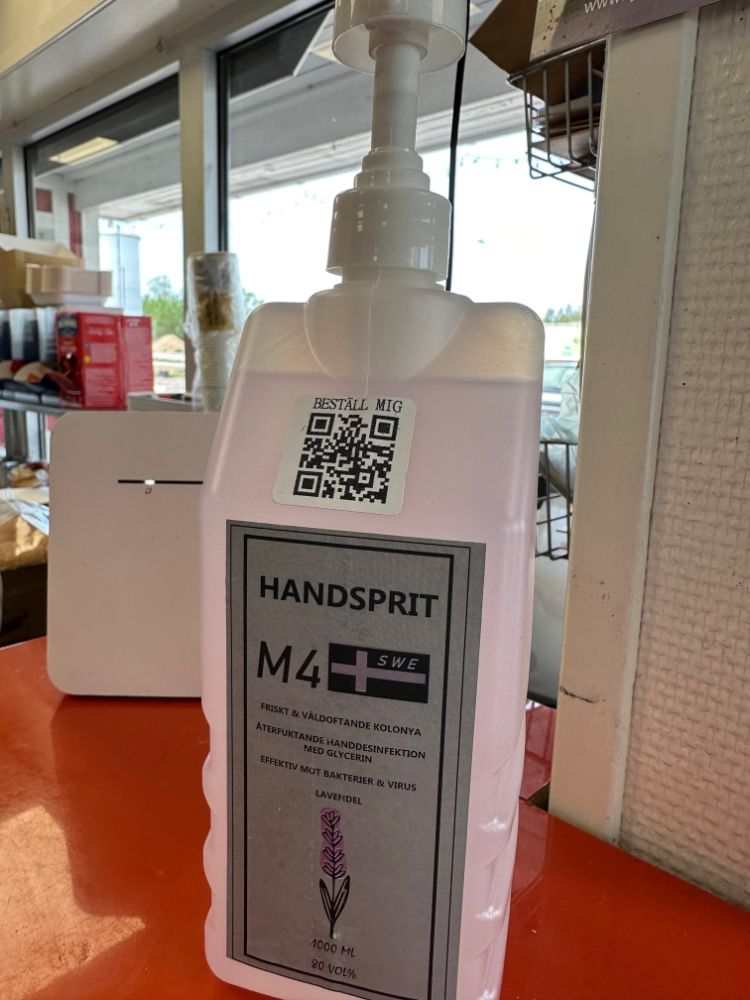 BESTÄLL MIG
HANDSPRIT
M4 SWE
FRISKT & VÄLDOFTANDE KOLONYA
ÅTERFUKTANDE HANDDESINFEKTION
MED GLYCERIN
EFFEKTIV MOT BAKTERIER & VIRUS
LAVENDEL
1000 ML
80 VOL%